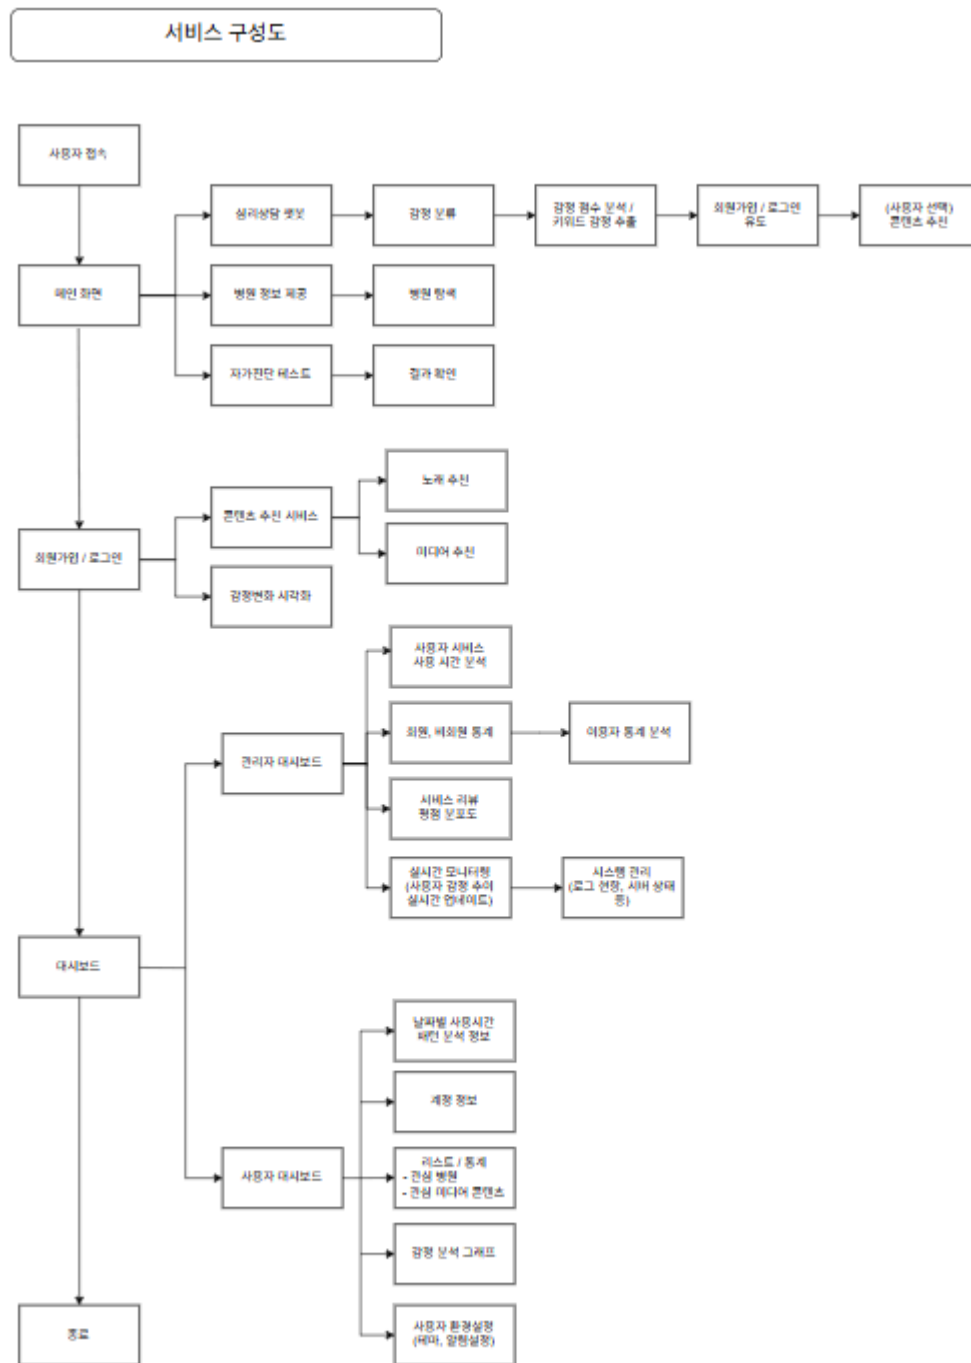 서비스 구성도
사용자 접속
심리상담 챗봇
감정 분류
감정 점수 분석 /
키워드 감정 추출
회원가입 / 로그인
유도
(사용자 선택)
콘텐츠 추천
메인 화면
병원 정보 제공
병원 탐색
자가진단 테스트
결과 확인
노래 추천
콘텐츠 추천 서비스
미디어 추천
회원가입 / 로그인
감정변화 시각화
사용자 서비스
사용 시간 분석
회원, 비회원 통계
이용자 통계 분석
관리자 대시보드
서비스 리뷰
평점 분포도
실시간 모니터링
(사용자 감정 추이
실시간 업데이트)
시스템 관리
(로그 현황, 서버 상태
등)
대시보드
날짜별 사용시간
패턴 분석 정보
계정 정보
리스트 / 통계
- 관심 병원
- 관심 미디어 콘텐츠
사용자 대시보드
감정 분석 그래프
사용자 환경설정
(테마, 알림설정)
종료